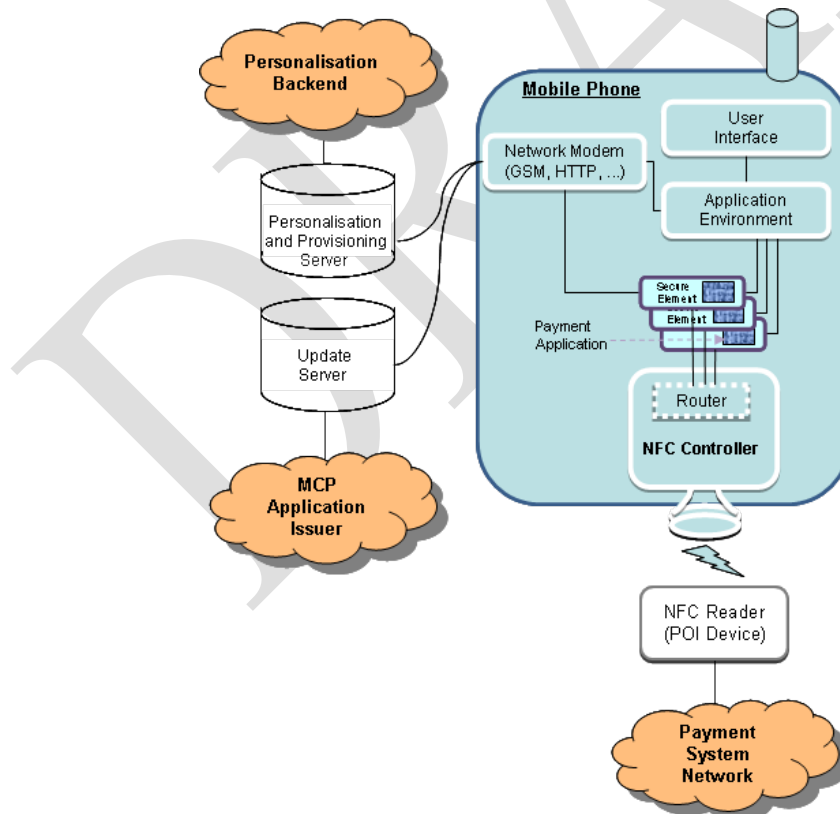 Personalisation
Backend
Mobile Phone
User
Interface
Network Modem
(GSM, HTTP, ...)
Personalisation
and Provisioning
Server
Application
Environment
Secure
Element
Element
Payment
Application
Update
Server
Router
NFC Controller
MCP
Application
Issuer
NFC Reader
(POI Device)
Payment
System
Network